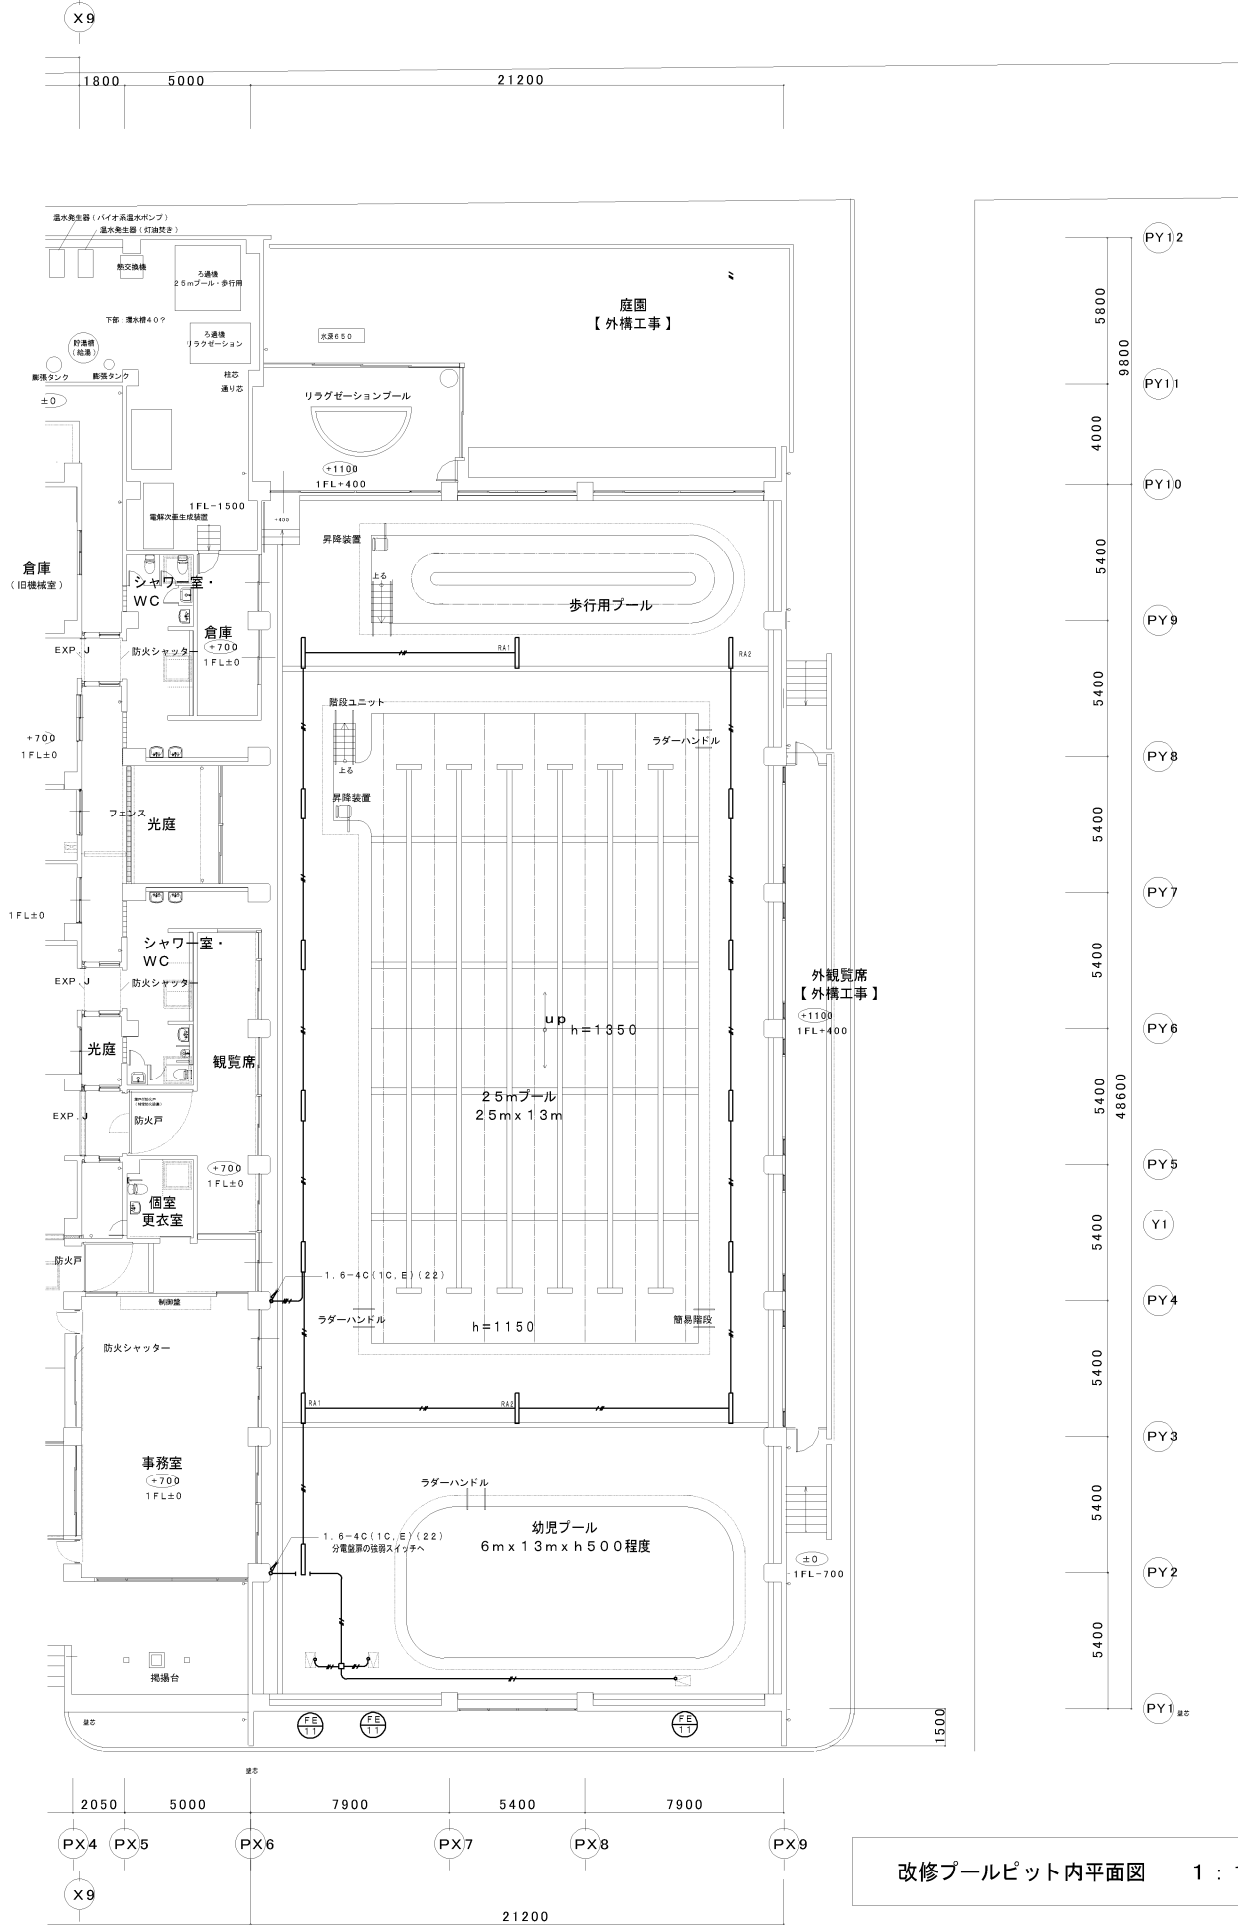 X9
1800
5000
21200
温水発生器(バイオ系温水ポンプ)
温水発生器(灯油焚き)
熱交換機
ろ過機
25mプール・歩行用
下部:還水槽40?
ろ過機
リラクゼーション
貯湯槽
(給湯)
膨張タンク
膨張タンク
柱芯
通り芯
±0
水深650
庭園
【外構工事】
リラグゼーションプール
+1100
1FL+400
1FL-1500
電解次亜生成装置
+400
倉庫
(旧機械室)
シャワー室・
WC
倉庫
+700
1FL±0
EXP.J
防火シャッター
昇降装置
上る
歩行用プール
RA1
RA2
階段ユニット
上る
昇降装置
ラダーハンドル
+700
1FL±0
フェンス
光庭
1FL±0
シャワー室・
WC
EXP.J
防火シャッター
光庭
観覧席
EXP.J
防火戸
up
h=1350
25mプール
25mx13m
外観覧席
【外構工事】
+1100
1FL+400
+700
1FL±0
個室
更衣室
防火戸
制御盤
1.6-4C(1C,E)(22)
ラダーハンドル
h=1150
簡易階段
防火シャッター
RA1
RA2
事務室
+700
1FL±0
ラダーハンドル
1.6-4C(1C,E)(22)
分電盤扉の強弱スイッチへ
幼児プール
6mx13mxh500程度
±0
1FL-700
掲揚台
壁芯
FE
11
FE
11
FE
11
壁芯
1500
PY12
5800
9800
PY11
4000
PY10
5400
PY9
5400
PY8
5400
PY7
5400
PY6
5400
48600
PY5
5400
Y1
PY4
5400
PY3
5400
PY2
5400
PY1
壁芯
2050
5000
7900
5400
7900
PX4
PX5
PX6
PX7
PX8
PX9
X9
21200
改修プールピット内平面図 1:1